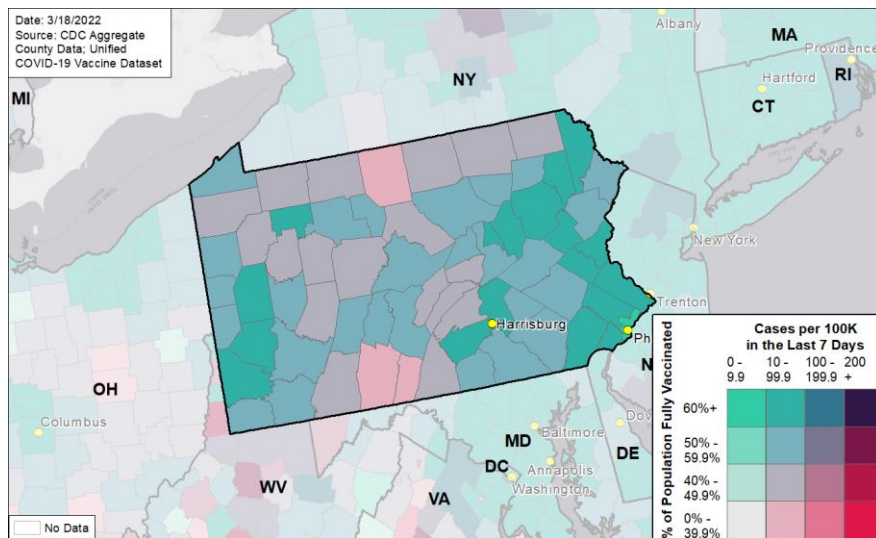 Date: 3/18/2022
Source: CDC Aggregate
County Data; Unified
COVID-19 Vaccine Dataset
Albany
MA
Providence
NY
MI
Hartford
RI
CT
New York
Trenton
Harrisburg
Ph
OH
Columbus
MD
Baltimore
DE
DC
Annapolis
Washington
WV
VA
No Data
Cases per 100K
in the Last 7 Days
0 - 10 - 100 - 200
9.9 99.9 199.9 +
% of Population Fully Vaccinated
60%+
50% -
59.9%
40% -
49.9%
0% -
39.9%